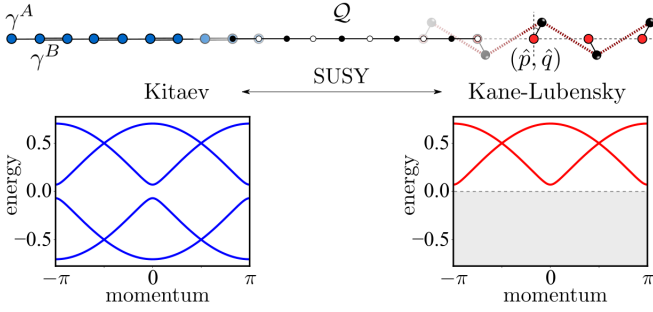 γ^A
γ^B
𝒬
(p̂, q̂)
SUSY
Kitaev
Kane-Lubensky
energy
0.5
0.0
−0.5
−π 0 π
momentum
energy
0.5
0.0
−0.5
−π 0 π
momentum